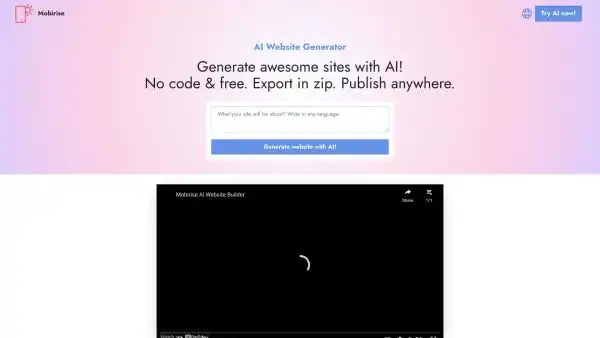 Mobirise
Try AI now!
AI Website Generator
Generate awesome sites with AI!
No code & free. Export in zip. Publish anywhere.
What your site will be about? Write in any language.
Generate website with AI!
Mobirise AI Website Builder
Share
1/1
Watch on